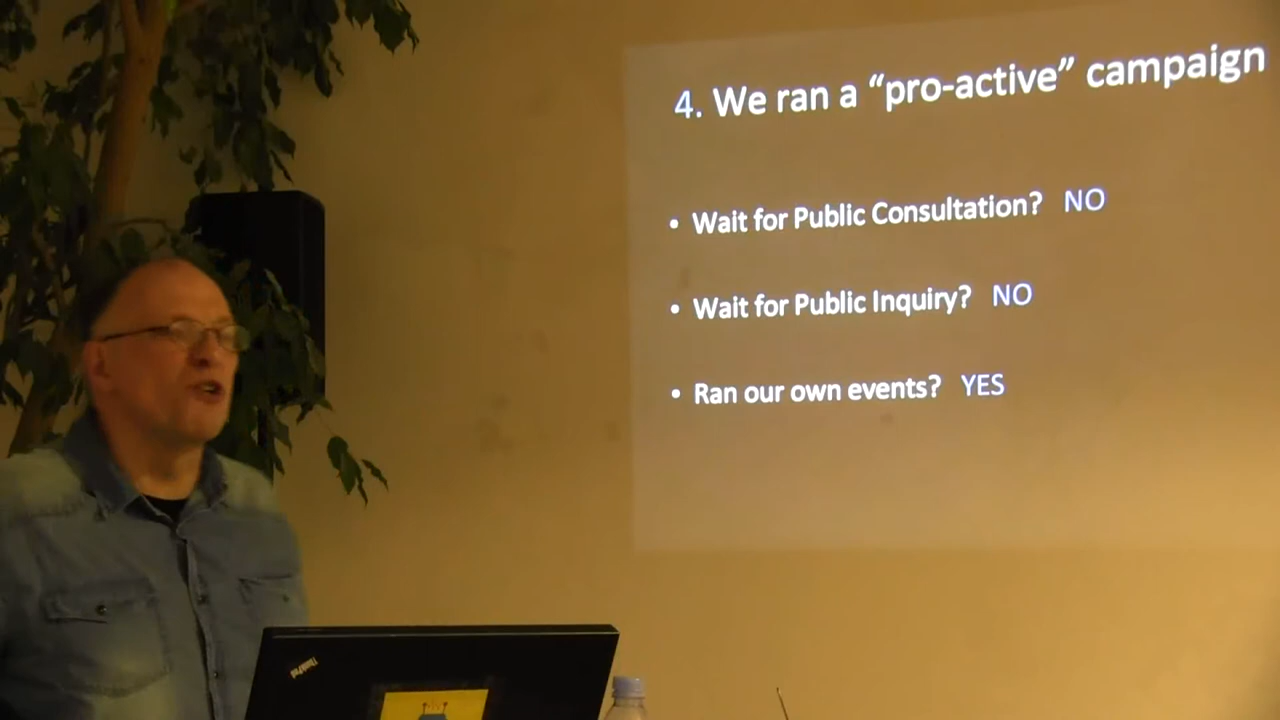 4. We ran a “pro-active” campaign
• Wait for Public Consultation? NO
• Wait for Public Inquiry? NO
• Ran our own events? YES
ThinkPad